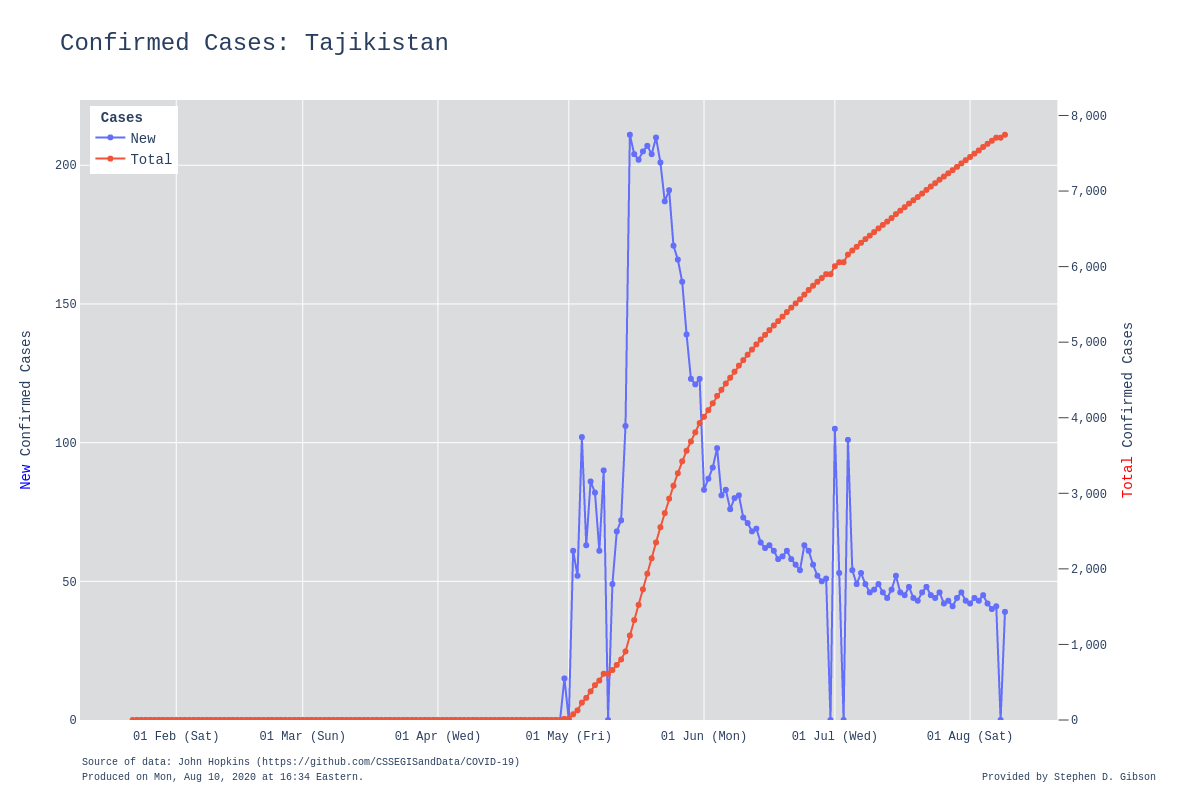 Confirmed Cases: Tajikistan
Cases
New
Total
200
150
100
50
0
8,000
7,000
6,000
5,000
4,000
3,000
2,000
1,000
0
New Confirmed Cases
Total Confirmed Cases
01 Feb (Sat)
01 Mar (Sun)
01 Apr (Wed)
01 May (Fri)
01 Jun (Mon)
01 Jul (Wed)
01 Aug (Sat)
Source of data: John Hopkins (https://github.com/CSSEGISandData/COVID-19)
Produced on Mon, Aug 10, 2020 at 16:34 Eastern.
Provided by Stephen D. Gibson